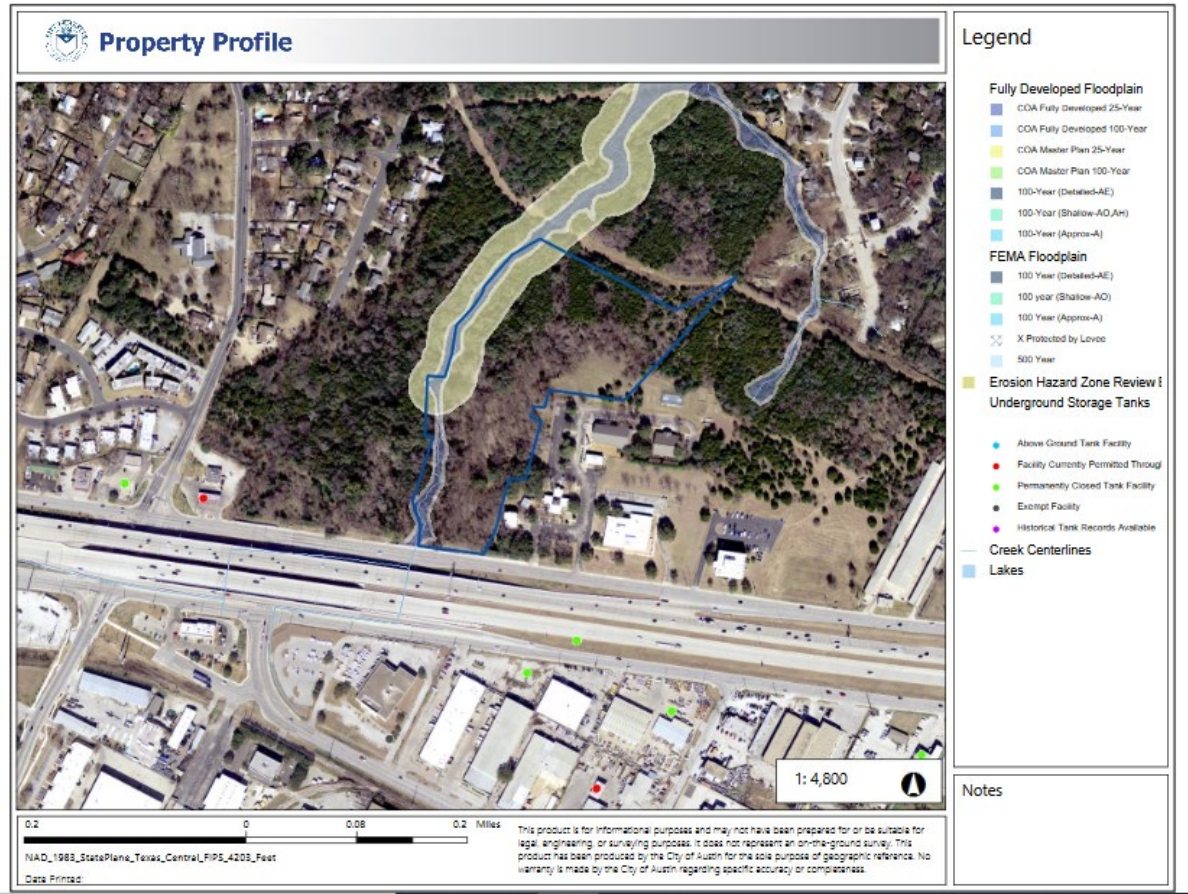 Property Profile
Legend
Fully Developed Floodplain
COA Fully Developed 25-Year
COA Fully Developed 100-Year
COA Master Plan 25-Year
COA Master Plan 100-Year
100-Year (Detailed-AE)
100-Year (Shallow-AO,AH)
100-Year (Approx-A)
FEMA Floodplain
100 Year (Detailed-AE)
100 year (Shallow-AO)
100 Year (Approx-A)
X Protected by Levee
500 Year
Erosion Hazard Zone Review B
Underground Storage Tanks
Above Ground Tank Facility
Facility Currently Permitted Throug
Permanently Closed Tank Facility
Exempt Facility
Historical Tank Records Available
Creek Centerlines
Lakes
1: 4,800
Notes
0.2 0 0.08 0.2 Miles
NAD_1983_StatePlane_Texas_Central_FIPS_4203_Feet
Date Printed:
This product is for informational purposes and may not have been prepared for or be suitable for
legal, engineering, or surveying purposes. It does not represent an on-the-ground survey. This
product has been produced by the City of Austin for the sole purpose of geographic reference. No
warranty is made by the City of Austin regarding specific accuracy or completeness.